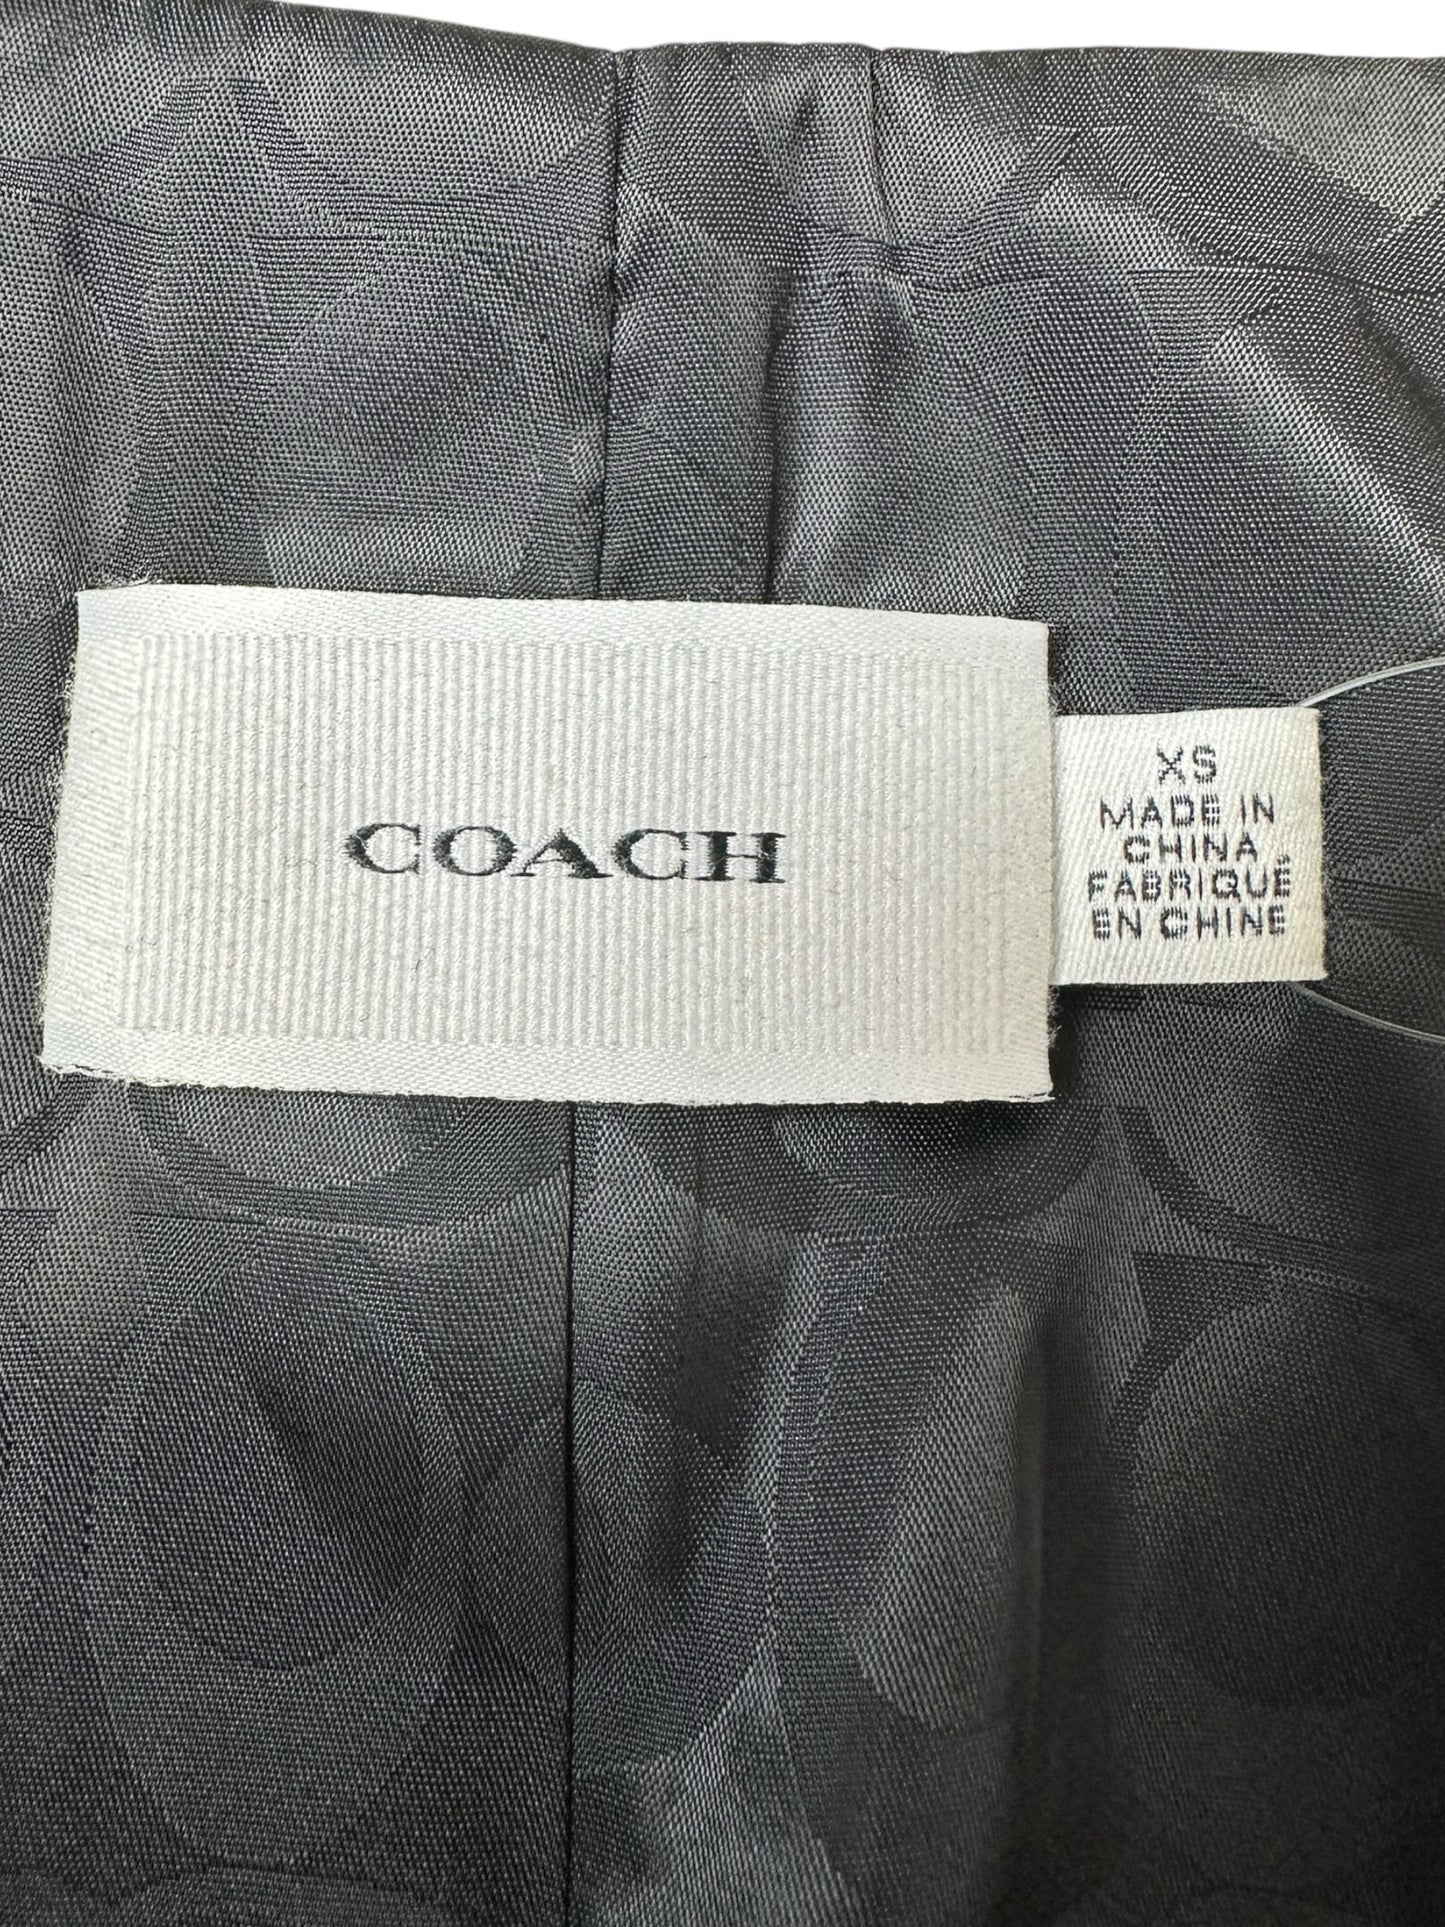 COACH
XS
MADE IN
CHINA
FABRIQUÉ
EN CHINE